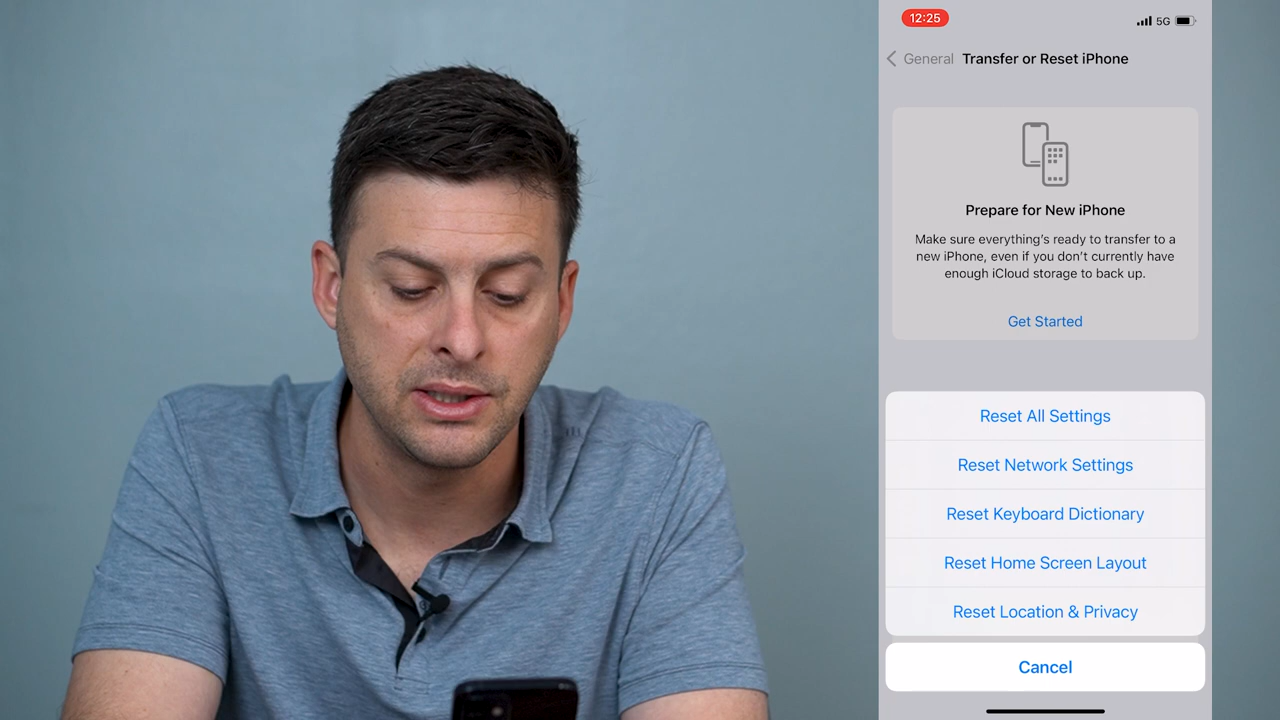 12:25
5G
General
Transfer or Reset iPhone
Prepare for New iPhone
Make sure everything's ready to transfer to a
new iPhone, even if you don't currently have
enough iCloud storage to back up.
Get Started
Reset All Settings
Reset Network Settings
Reset Keyboard Dictionary
Reset Home Screen Layout
Reset Location & Privacy
Cancel